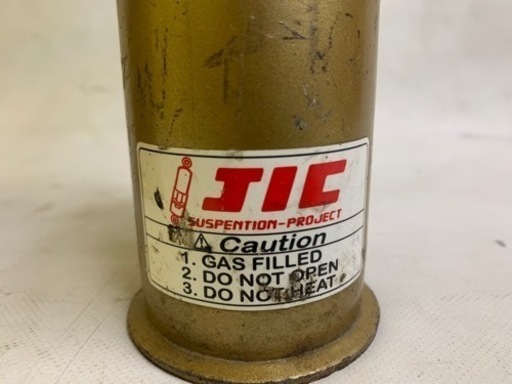 JIC
SUSPENTION-PROJECT
Caution
1. GAS FILLED
2. DO NOT OPEN
3. DO NOT HEAT